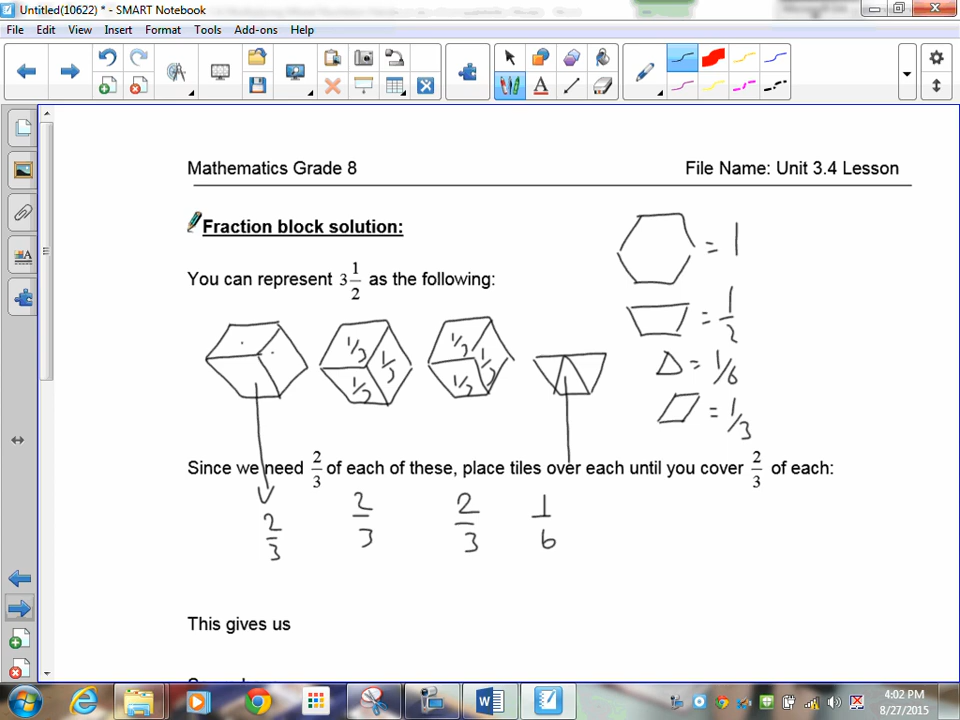 Untitled(10622) * - SMART Notebook
File Edit View Insert Format Tools Add-ons Help
Mathematics Grade 8 File Name: Unit 3.4 Lesson
Fraction block solution:
= 1
You can represent 3 1/2 as the following:
= 1/2
1/3 1/3 1/3 1/3 1/3 1/3
= 1/6
= 1/3
Since we need 2/3 of each of these, place tiles over each until you cover 2/3 of each:
2/3 2/3 2/3 1/6
This gives us
4:02 PM
8/27/2015